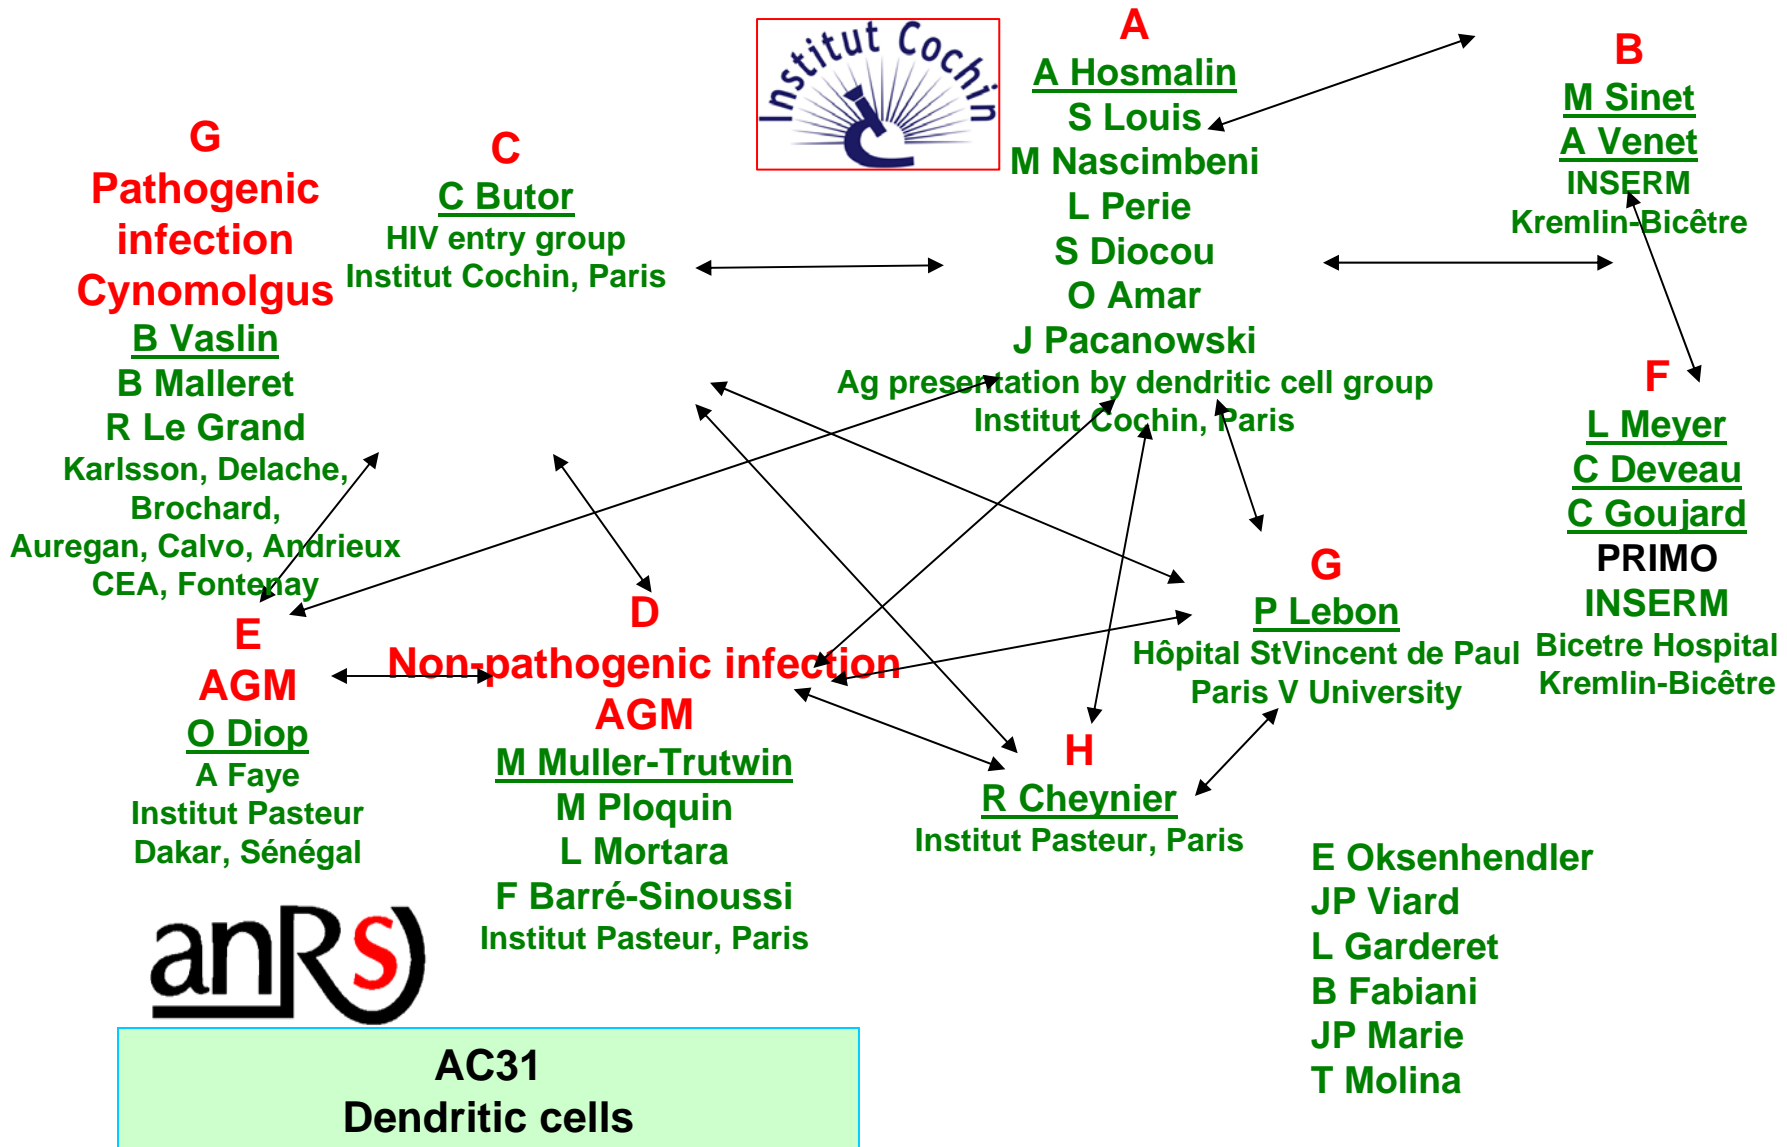 Institut Cochin
A
A Hosmalin
S Louis
M Nascimbeni
L Perie
S Diocou
O Amar
J Pacanowski
Ag presentation by dendritic cell group
Institut Cochin, Paris
B
M Sinet
A Venet
INSERM
Kremlin-Bicêtre
G
Pathogenic
infection
Cynomolgus
B Vaslin
B Malleret
R Le Grand
Karlsson, Delache,
Brochard,
Auregan, Calvo, Andrieux
CEA, Fontenay
C
C Butor
HIV entry group
Institut Cochin, Paris
F
L Meyer
C Deveau
C Goujard
PRIMO
INSERM
Bicetre Hospital
Kremlin-Bicêtre
E
AGM
O Diop
A Faye
Institut Pasteur
Dakar, Sénégal
D
Non-pathogenic infection
AGM
M Muller-Trutwin
M Ploquin
L Mortara
F Barré-Sinoussi
Institut Pasteur, Paris
G
P Lebon
Hôpital StVincent de Paul
Paris V University
H
R Cheynier
Institut Pasteur, Paris
E Oksenhendler
JP Viard
L Garderet
B Fabiani
JP Marie
T Molina
anRS
AC31
Dendritic cells